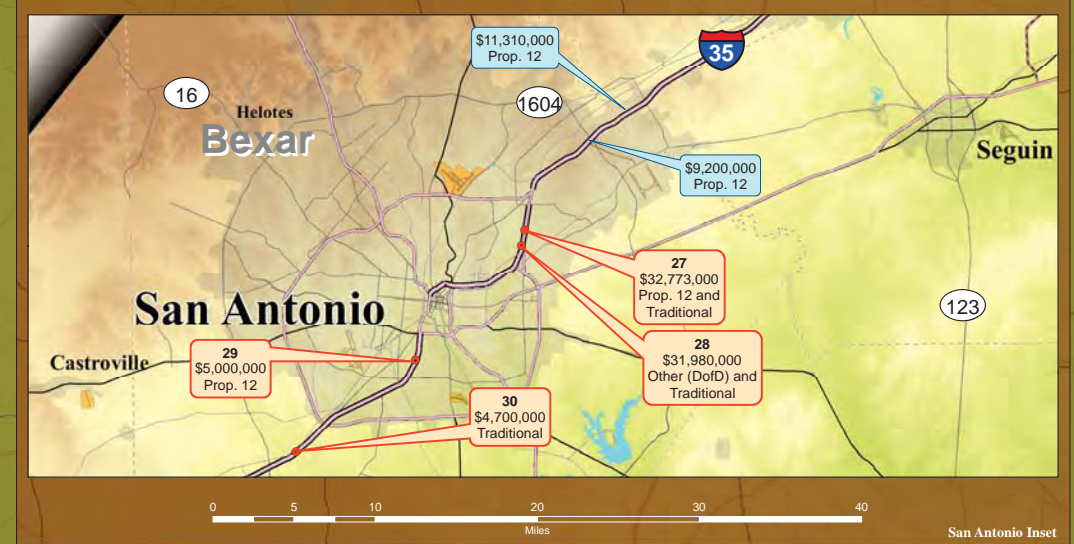 $11,310,000
Prop. 12
35
16
1604
Helotes
Bexar
$9,200,000
Prop. 12
Seguin
27
$32,773,000
Prop. 12 and
Traditional
San Antonio
123
28
$31,980,000
Other (DofD) and
Traditional
Castroville
29
$5,000,000
Prop. 12
30
$4,700,000
Traditional
0 5 10 20 30 40
Miles
San Antonio Inset